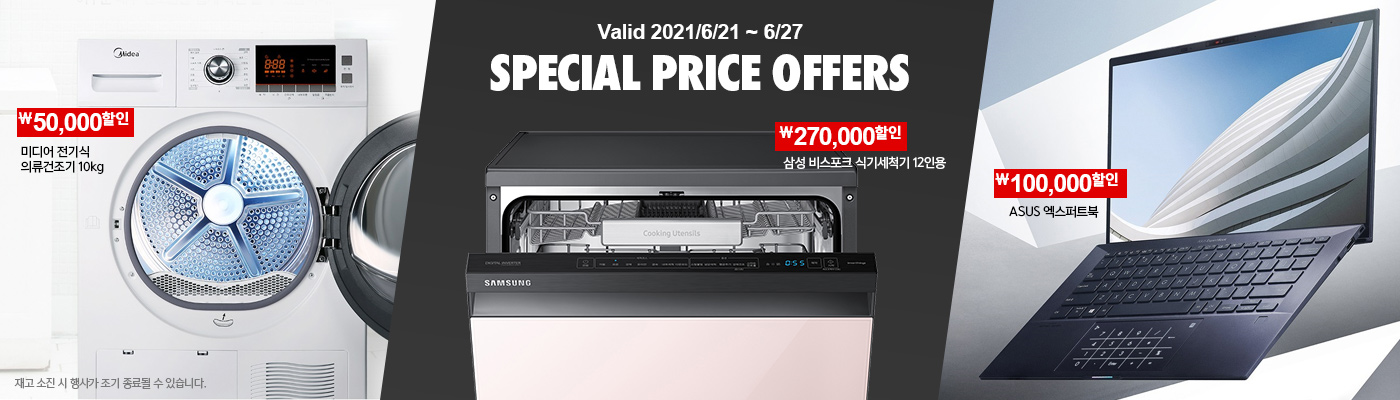 Valid 2021/6/21 ~ 6/27
SPECIAL PRICE OFFERS
Midea
₩50,000할인
미디어 전기식
의류건조기 10kg
₩270,000할인
삼성 비스포크 식기세척기 12인용
Cooking Utensils
DIGITAL INVERTER
055
SAMSUNG
₩100,000할인
ASUS 엑스퍼트북
재고 소진 시 행사가 조기 종료될 수 있습니다.